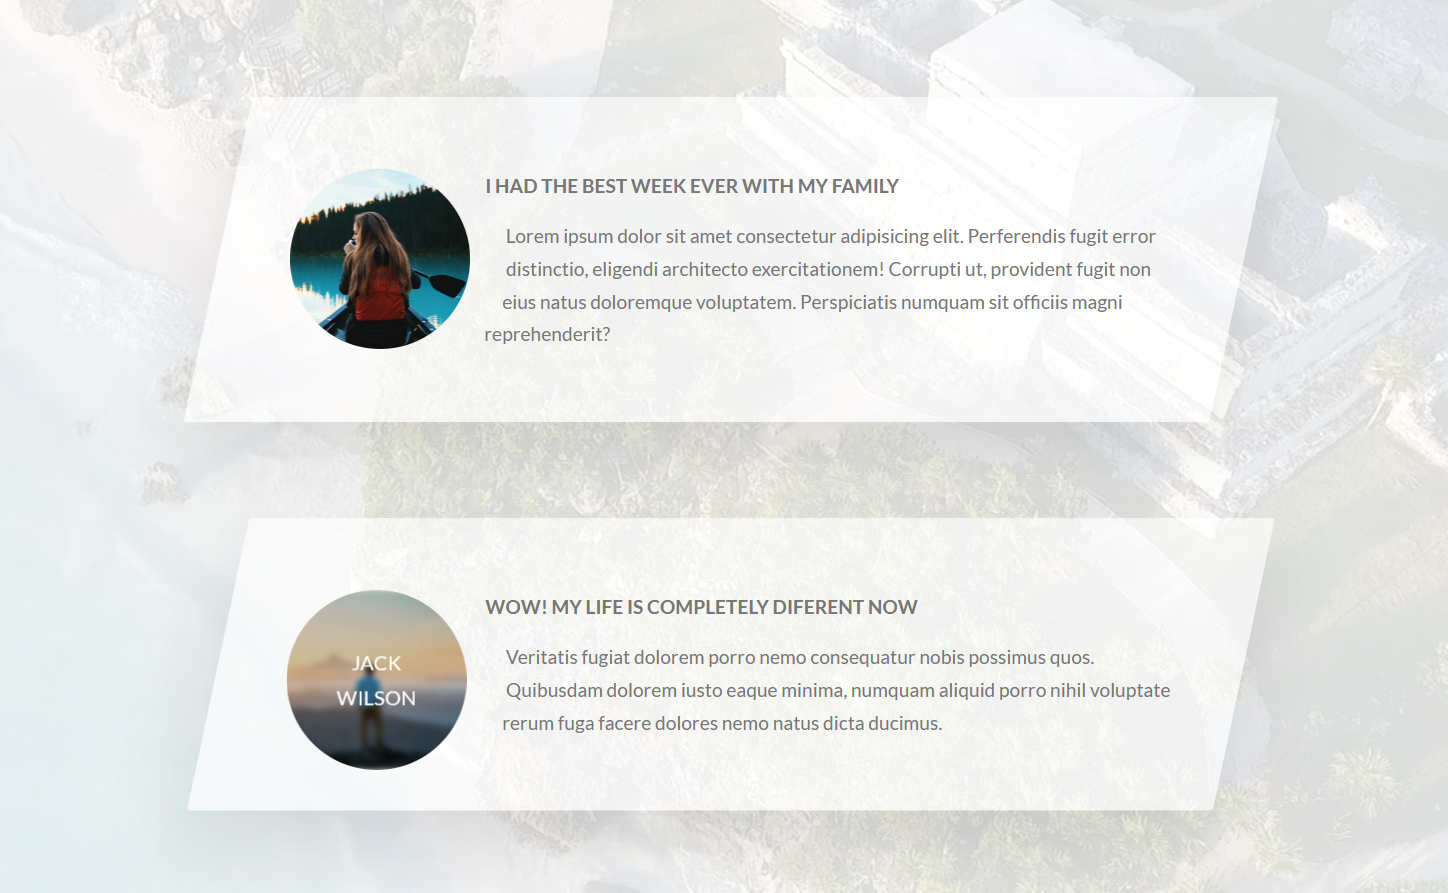 I HAD THE BEST WEEK EVER WITH MY FAMILY
Lorem ipsum dolor sit amet consectetur adipisicing elit. Perferendis fugit error
distinctio, eligendi architecto exercitationem! Corrupti ut, provident fugit non
eius natus doloremque voluptatem. Perspiciatis numquam sit officiis magni
reprehenderit?
JACK
WILSON
WOW! MY LIFE IS COMPLETELY DIFERENT NOW
Veritatis fugiat dolorem porro nemo consequatur nobis possimus quos.
Quibusdam dolorem iusto eaque minima, numquam aliquid porro nihil voluptate
rerum fuga facere dolores nemo natus dicta ducimus.